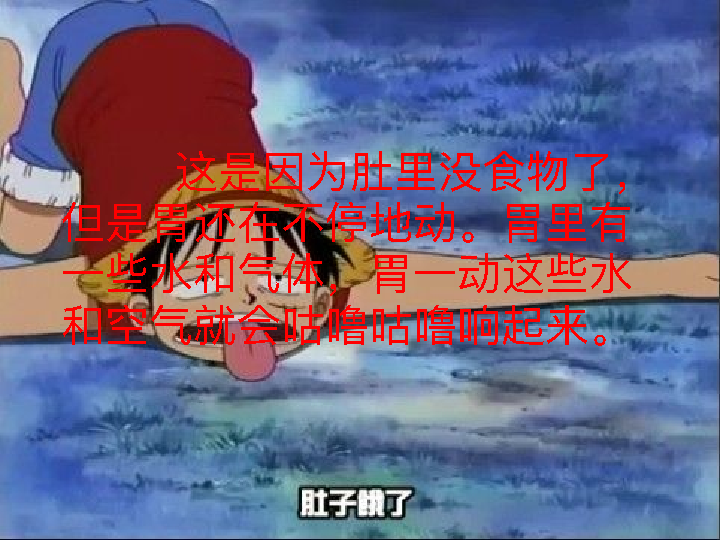 这是因为肚里没食物了，
但是胃还在不停地动。胃里有
一些水和气体，胃一动这些水
和空气就会咕噜咕噜响起来。
肚子餓了